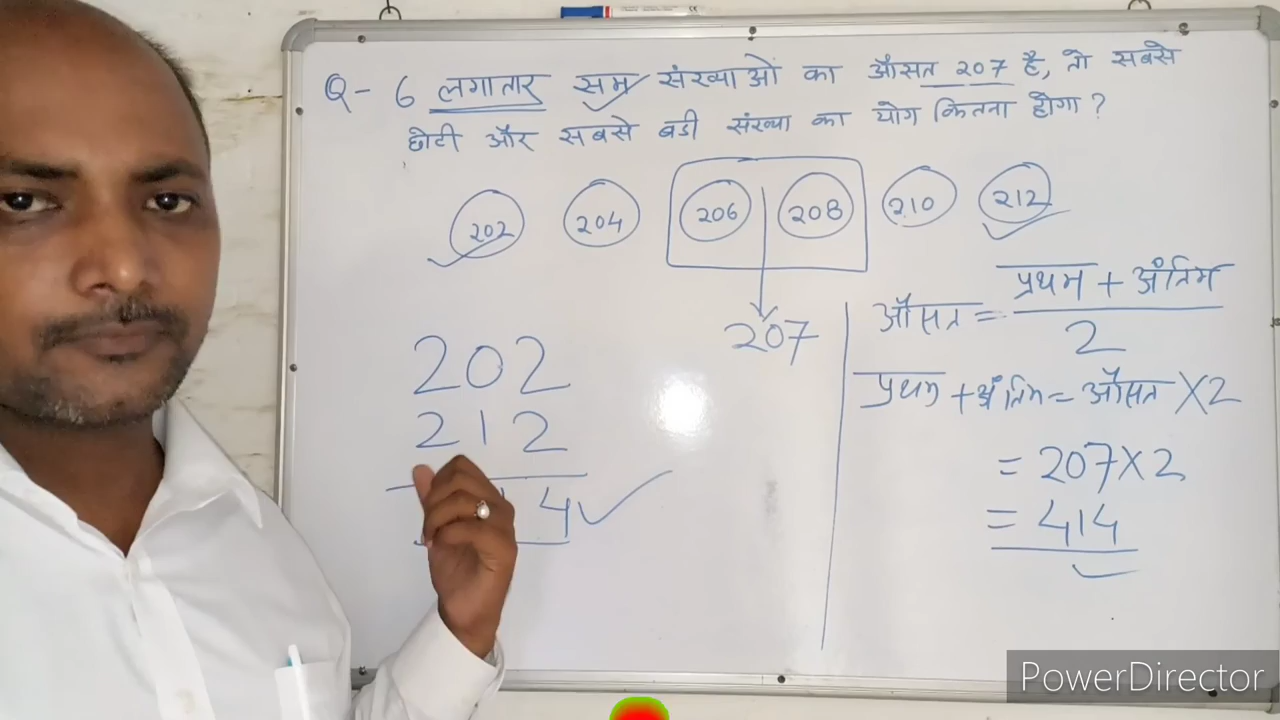 Q- 6 लगातार सम संख्याओं का औसत 207 है, तो सबसे
छोटी और सबसे बडी संख्या का योग कितना होगा?
202 204 206 208 210 212
207
202
212
4
औसत = प्रथम + अंतिम
2
प्रथम + अंतिम = औसत X2
= 207X2
= 414
PowerDirector